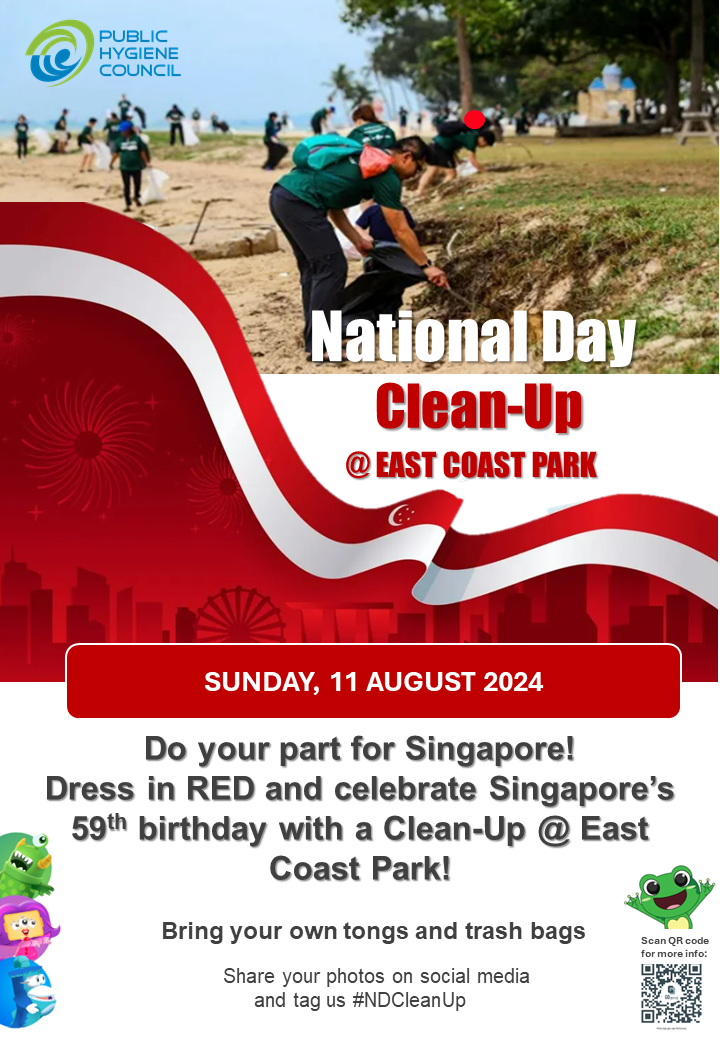 PUBLIC
HYGIENE
COUNCIL
National Day
Clean-Up
@ EAST COAST PARK
SUNDAY, 11 AUGUST 2024
Do your part for Singapore!
Dress in RED and celebrate Singapore’s
59th birthday with a Clean-Up @ East
Coast Park!
Bring your own tongs and trash bags
Share your photos on social media
and tag us #NDCleanUp
Scan QR code
for more info: